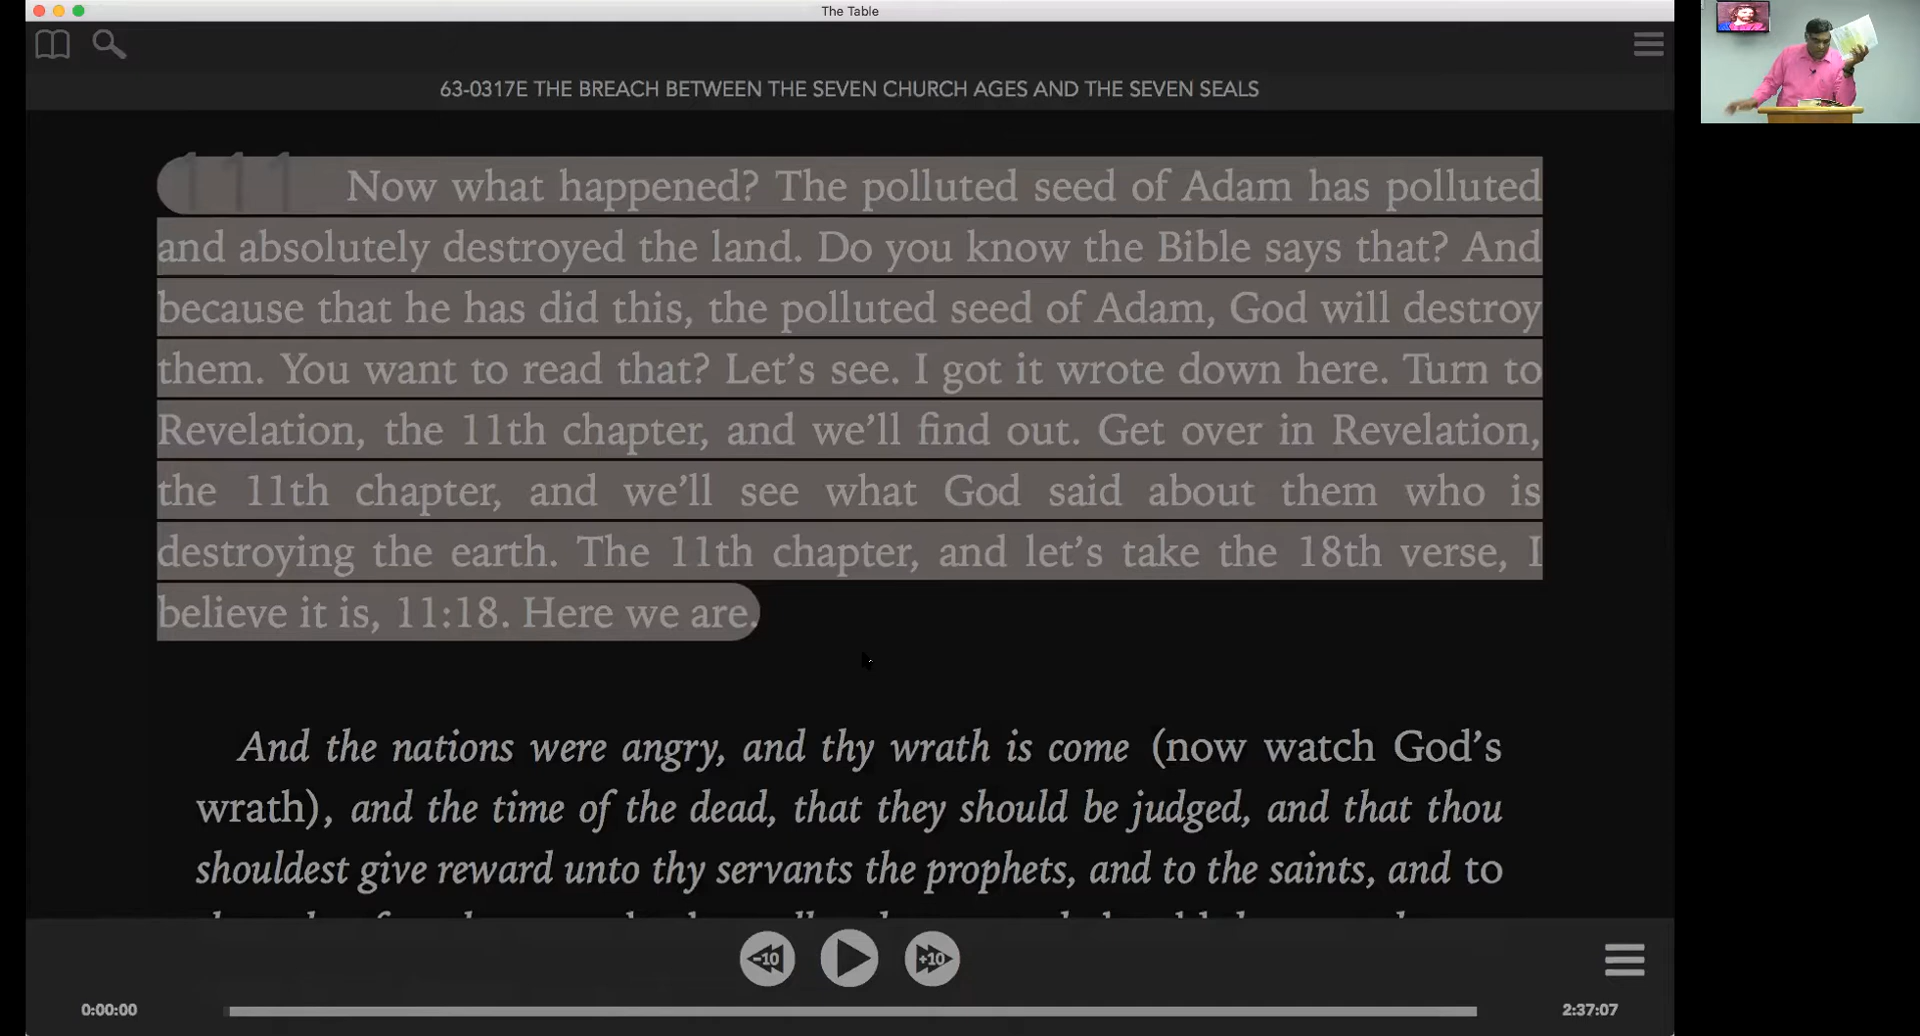 The Table
63-0317E THE BREACH BETWEEN THE SEVEN CHURCH AGES AND THE SEVEN SEALS
111 Now what happened? The polluted seed of Adam has polluted
and absolutely destroyed the land. Do you know the Bible says that? And
because that he has did this, the polluted seed of Adam, God will destroy
them. You want to read that? Let's see. I got it wrote down here. Turn to
Revelation, the 11th chapter, and we'll find out. Get over in Revelation,
the 11th chapter, and we'll see what God said about them who is
destroying the earth. The 11th chapter, and let's take the 18th verse, I
believe it is, 11:18. Here we are.
And the nations were angry, and thy wrath is come (now watch God's
wrath), and the time of the dead, that they should be judged, and that thou
shouldest give reward unto thy servants the prophets, and to the saints, and to
-10 +10
0:00:00 2:37:07